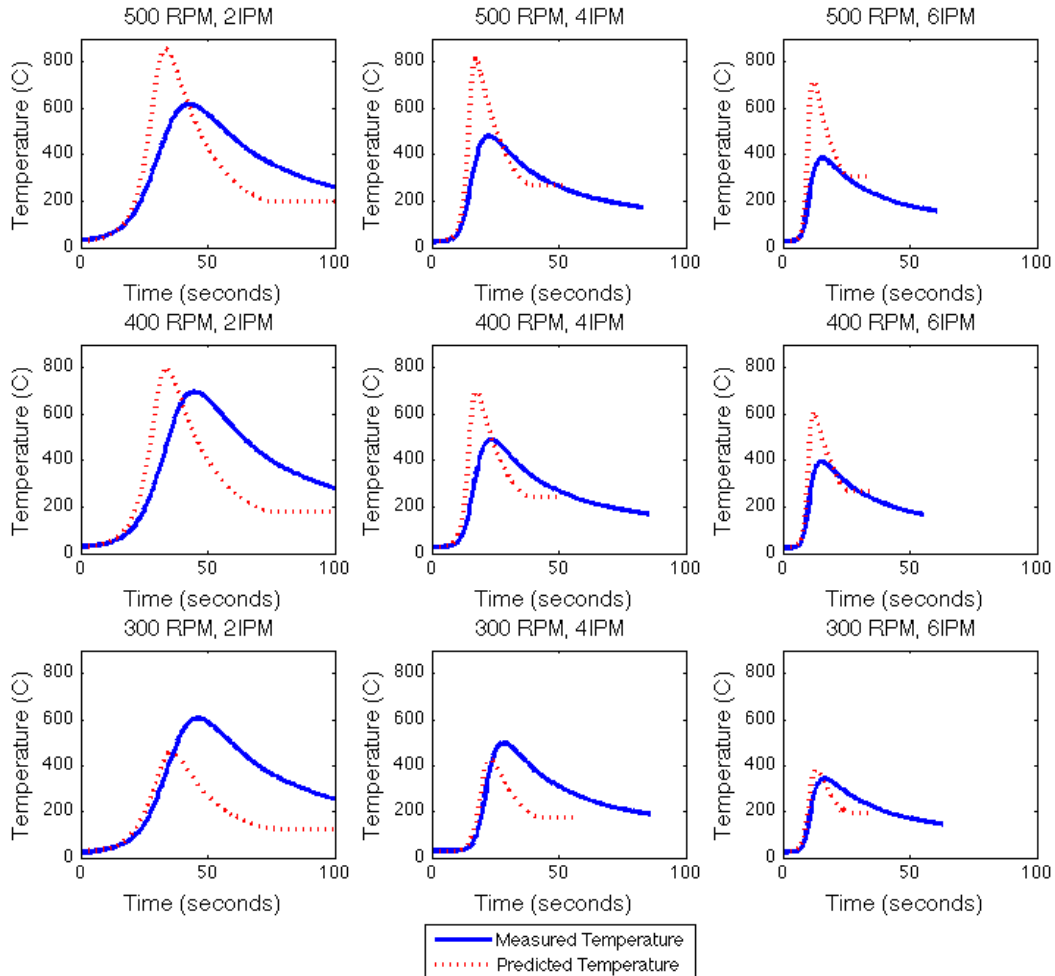 500 RPM, 2IPM
500 RPM, 4IPM
500 RPM, 6IPM
Temperature (C)
800
600
400
200
0
0
50
100
Time (seconds)
Temperature (C)
800
600
400
200
0
0
50
100
Time (seconds)
Temperature (C)
800
600
400
200
0
0
50
100
Time (seconds)
400 RPM, 2IPM
400 RPM, 4IPM
400 RPM, 6IPM
Temperature (C)
800
600
400
200
0
0
50
100
Time (seconds)
Temperature (C)
800
600
400
200
0
0
50
100
Time (seconds)
Temperature (C)
800
600
400
200
0
0
50
100
Time (seconds)
300 RPM, 2IPM
300 RPM, 4IPM
300 RPM, 6IPM
Temperature (C)
800
600
400
200
0
0
50
100
Time (seconds)
Temperature (C)
800
600
400
200
0
0
50
100
Time (seconds)
Temperature (C)
800
600
400
200
0
0
50
100
Time (seconds)
Measured Temperature
Predicted Temperature